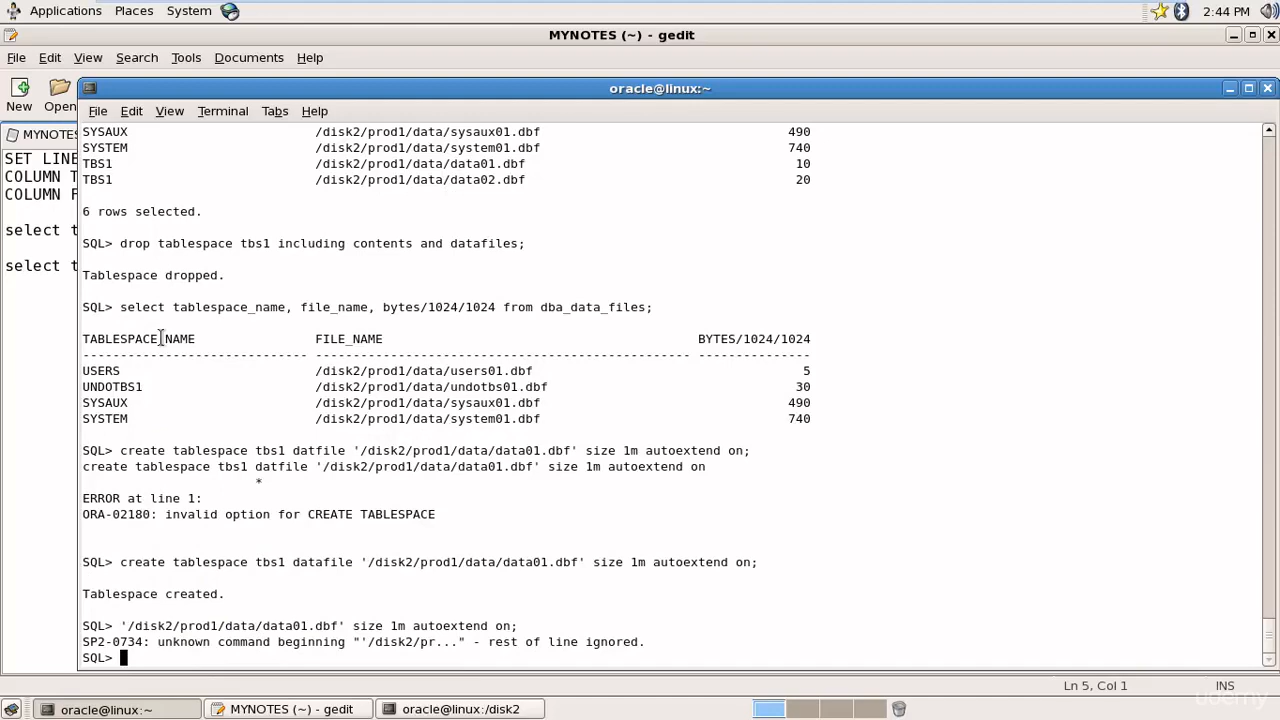 Applications Places System 2:44 PM
MYNOTES (~) - gedit
File Edit View Search Tools Documents Help
New Open
oracle@linux:~
File Edit View Terminal Tabs Help
MYNOTES
SET LINE
COLUMN T
COLUMN F
select t
select t
SYSAUX /disk2/prod1/data/sysaux01.dbf 490
SYSTEM /disk2/prod1/data/system01.dbf 740
TBS1 /disk2/prod1/data/data01.dbf 10
TBS1 /disk2/prod1/data/data02.dbf 20
6 rows selected.
SQL> drop tablespace tbs1 including contents and datafiles;
Tablespace dropped.
SQL> select tablespace_name, file_name, bytes/1024/1024 from dba_data_files;
TABLESPACE_NAME FILE_NAME BYTES/1024/1024
------------------------------ -------------------------------------------------- ---------------
USERS /disk2/prod1/data/users01.dbf 5
UNDOTBS1 /disk2/prod1/data/undotbs01.dbf 30
SYSAUX /disk2/prod1/data/sysaux01.dbf 490
SYSTEM /disk2/prod1/data/system01.dbf 740
SQL> create tablespace tbs1 datfile '/disk2/prod1/data/data01.dbf' size 1m autoextend on;
create tablespace tbs1 datfile '/disk2/prod1/data/data01.dbf' size 1m autoextend on
*
ERROR at line 1:
ORA-02180: invalid option for CREATE TABLESPACE
SQL> create tablespace tbs1 datafile '/disk2/prod1/data/data01.dbf' size 1m autoextend on;
Tablespace created.
SQL> '/disk2/prod1/data/data01.dbf' size 1m autoextend on;
SP2-0734: unknown command beginning "'/disk2/pr..." - rest of line ignored.
SQL>
Ln 5, Col 1 INS
udemy
oracle@linux:~ MYNOTES (~) - gedit oracle@linux:/disk2